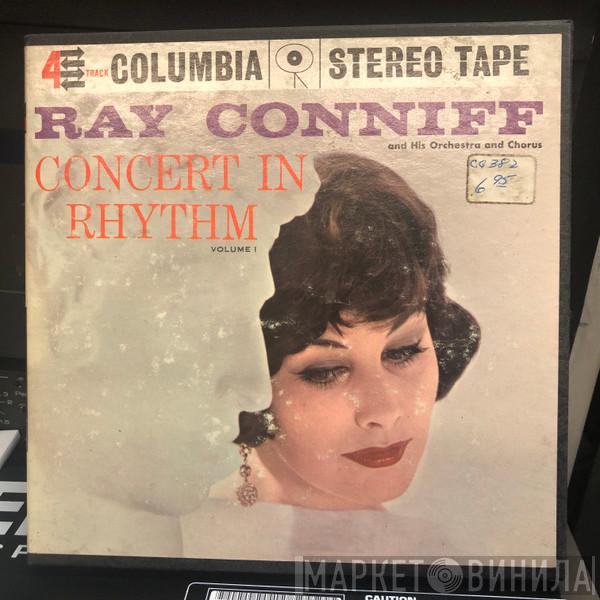 4 TRACK COLUMBIA STEREO TAPE
RAY CONNIFF
and His Orchestra and Chorus
CONCERT IN
RHYTHM
VOLUME I
CQ 382
6 95
МАРКЕТ ВИНИЛА
CAUTION